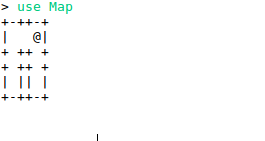 > use Map
+-++-+
|   @|
+ ++ +
+ ++ +
| || |
+-++-+